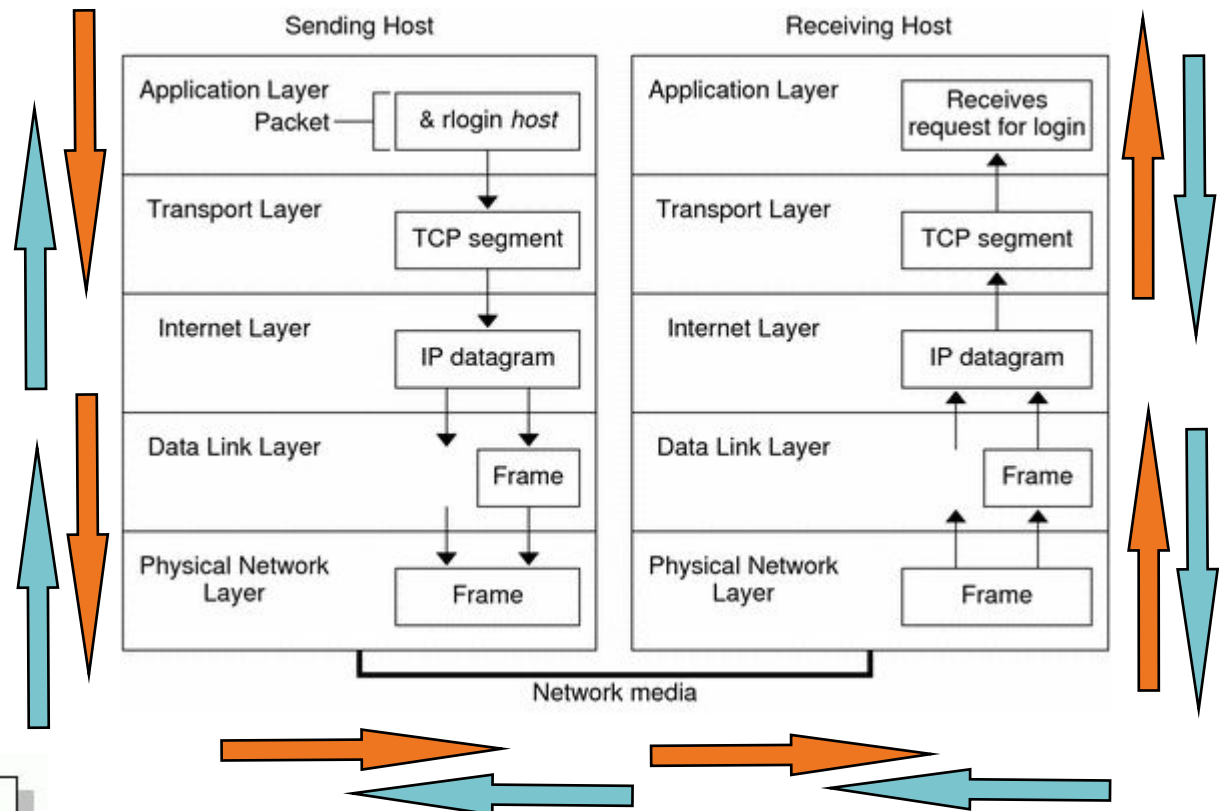 Sending Host
Application Layer
Packet
& rlogin host
Transport Layer
TCP segment
Internet Layer
IP datagram
Data Link Layer
Frame
Physical Network
Layer
Frame
Receiving Host
Application Layer
Receives
request for login
Transport Layer
TCP segment
Internet Layer
IP datagram
Data Link Layer
Frame
Physical Network
Layer
Frame
Network media